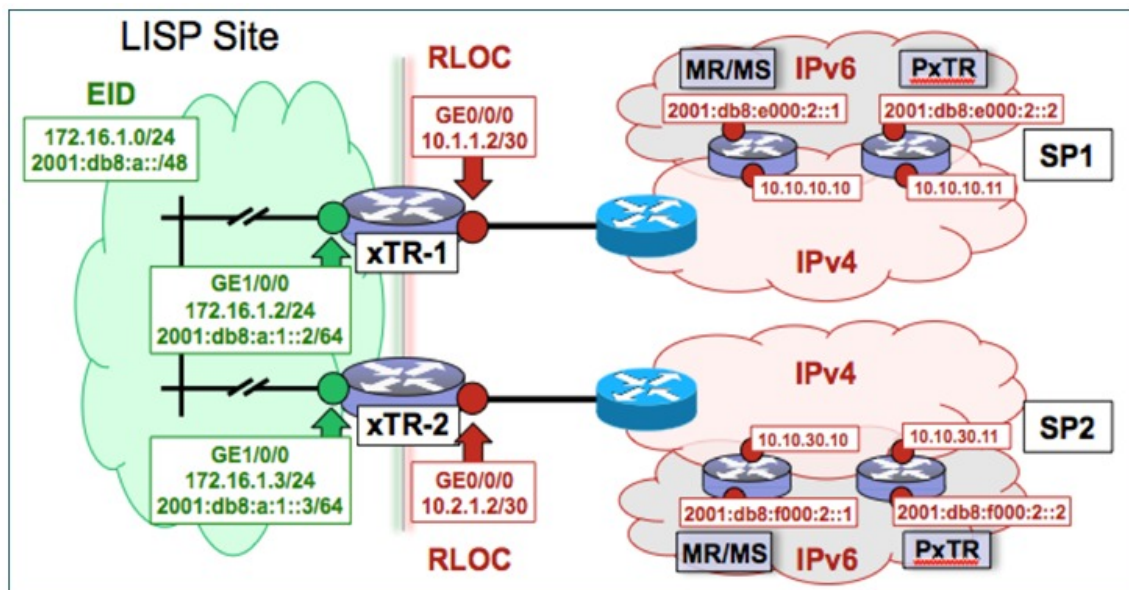 LISP Site
EID
172.16.1.0/24
2001:db8:a::/48
RLOC
GE0/0/0
10.1.1.2/30
xTR-1
GE1/0/0
172.16.1.2/24
2001:db8:a:1::2/64
xTR-2
GE1/0/0
172.16.1.3/24
2001:db8:a:1::3/64
GE0/0/0
10.2.1.2/30
RLOC
MR/MS
IPv6
PxTR
2001:db8:e000:2::1
2001:db8:e000:2::2
SP1
10.10.10.10
10.10.10.11
IPv4
IPv4
10.10.30.10
10.10.30.11
SP2
2001:db8:f000:2::1
2001:db8:f000:2::2
MR/MS
IPv6
PxTR